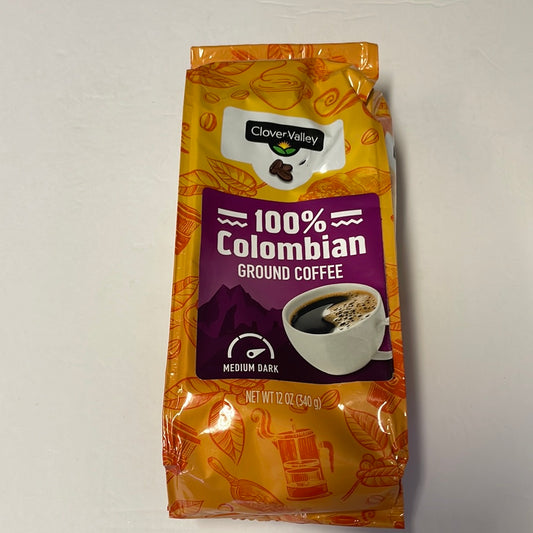 Clover Valley
100%
Colombian
GROUND COFFEE
MEDIUM DARK
NET WT 12 OZ (340 g)